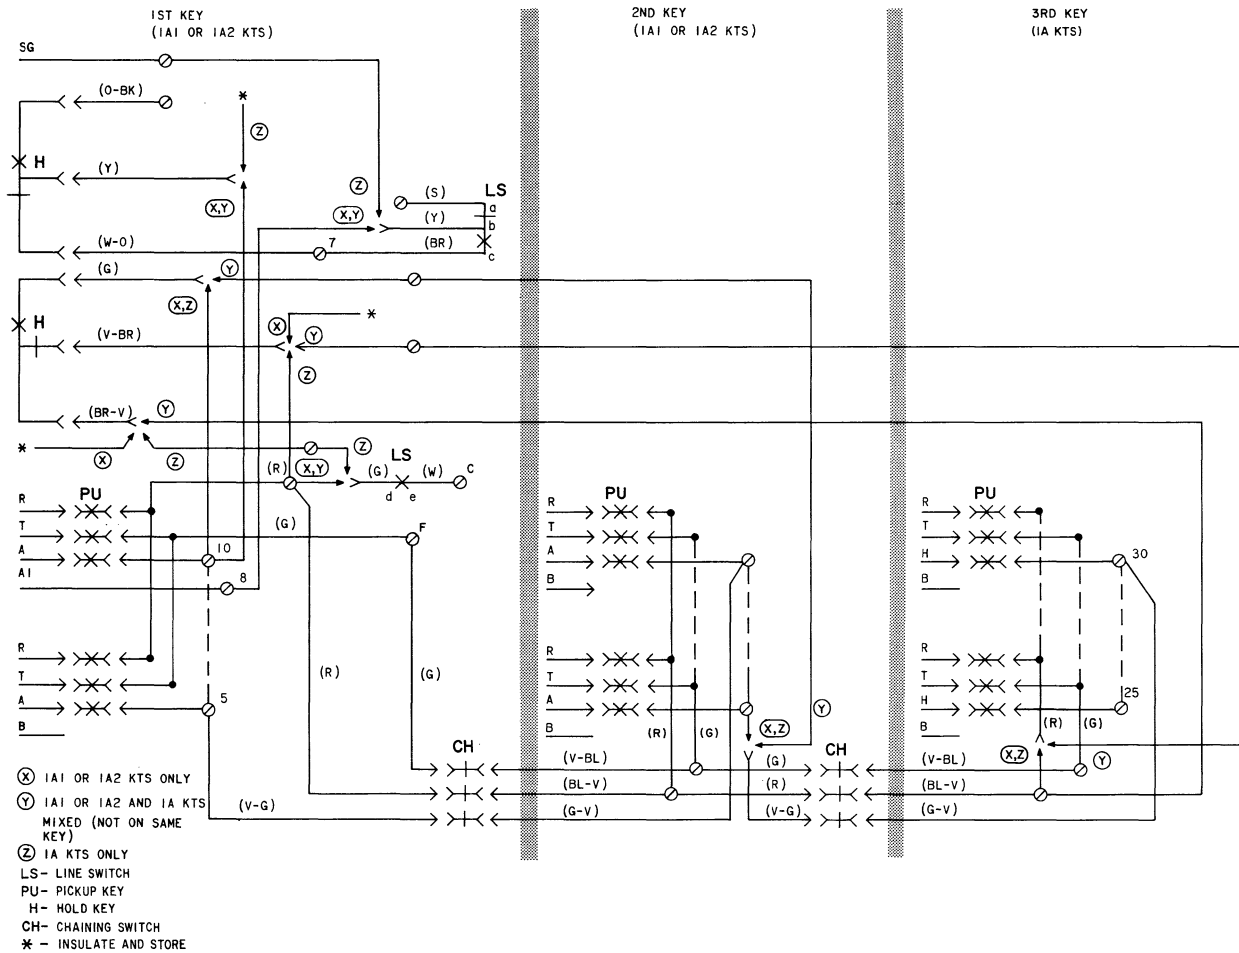 1ST KEY
(1A1 OR 1A2 KTS)
2ND KEY
(1A1 OR 1A2 KTS)
3RD KEY
(1A KTS)
SG
(O-BK)
*
Z
H
(Y)
X,Y
Z
X,Y
(S)
LS
a
(Y)
b
(W-O)
7
(BR)
c
(G)
Y
X,Z
H
(V-BR)
X
*
Y
Z
(BR-V)
Y
*
X
Z
Z
LS
(R)
X,Y
(G)
(W)
C
d
e
PU
R
T
A
A1
(G)
F
10
8
R
T
A
B
5
(R)
(G)
(V-G)
CH
PU
R
T
A
B
R
T
A
B
(R)
(G)
X,Z
Y
(V-BL)
(BL-V)
(G-V)
(G)
(R)
(V-G)
CH
PU
R
T
H
B
30
R
T
H
B
25
(R)
(G)
X,Z
Y
(V-BL)
(BL-V)
(G-V)
X 1A1 OR 1A2 KTS ONLY
Y 1A1 OR 1A2 AND 1A KTS
MIXED (NOT ON SAME
KEY)
Z 1A KTS ONLY
LS- LINE SWITCH
PU- PICKUP KEY
H- HOLD KEY
CH- CHAINING SWITCH
* - INSULATE AND STORE